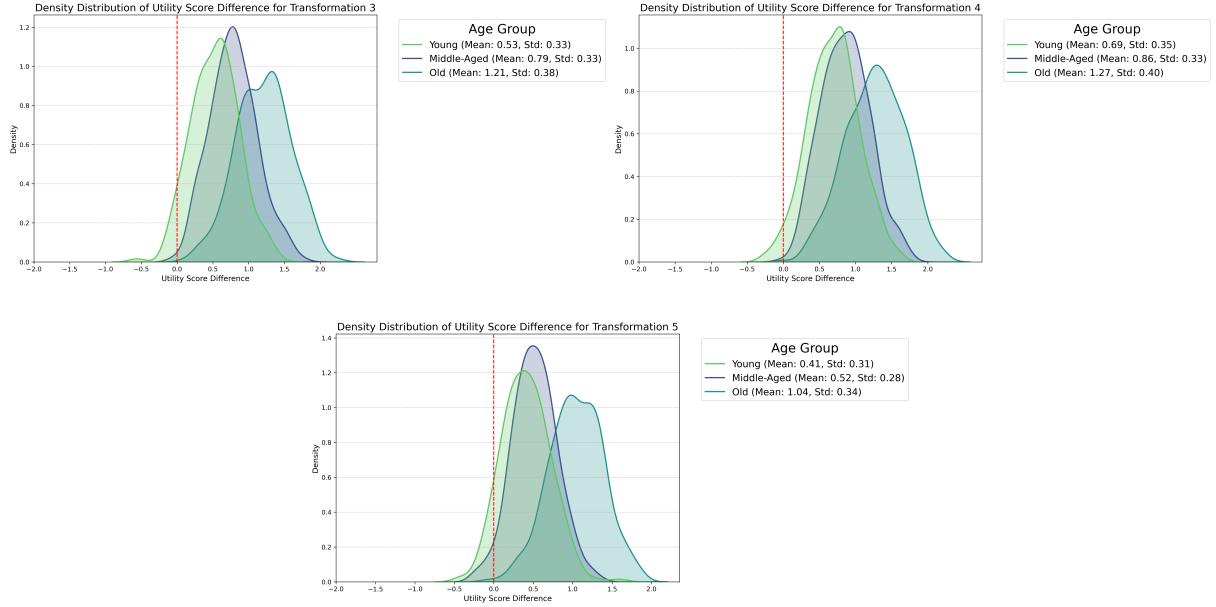 Density Distribution of Utility Score Difference for Transformation 3
Age Group
Young (Mean: 0.53, Std: 0.33)
Middle-Aged (Mean: 0.79, Std: 0.33)
Old (Mean: 1.21, Std: 0.38)
1.2
1.0
0.8
0.6
0.4
0.2
0.0
Density
−2.0 −1.5 −1.0 −0.5 0.0 0.5 1.0 1.5 2.0
Utility Score Difference
Density Distribution of Utility Score Difference for Transformation 4
Age Group
Young (Mean: 0.69, Std: 0.35)
Middle-Aged (Mean: 0.86, Std: 0.33)
Old (Mean: 1.27, Std: 0.40)
1.0
0.8
0.6
0.4
0.2
0.0
Density
−2.0 −1.5 −1.0 −0.5 0.0 0.5 1.0 1.5 2.0
Utility Score Difference
Density Distribution of Utility Score Difference for Transformation 5
Age Group
Young (Mean: 0.41, Std: 0.31)
Middle-Aged (Mean: 0.52, Std: 0.28)
Old (Mean: 1.04, Std: 0.34)
1.4
1.2
1.0
0.8
0.6
0.4
0.2
0.0
Density
−2.0 −1.5 −1.0 −0.5 0.0 0.5 1.0 1.5 2.0
Utility Score Difference